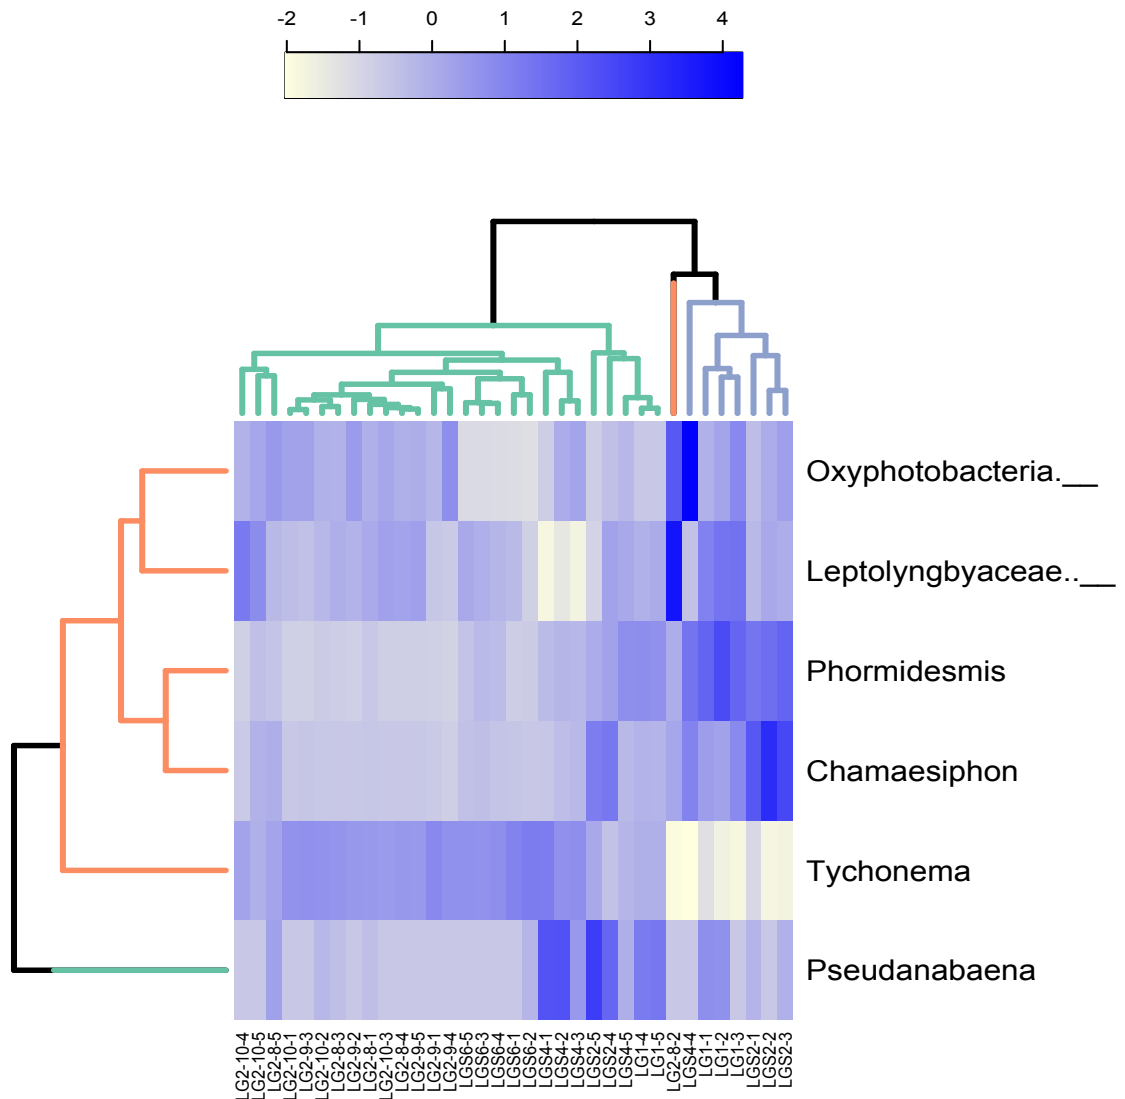 -2 -1 0 1 2 3 4
Oxyphotobacteria.__
Leptolyngbyaceae..__
Phormidesmis
Chamaesiphon
Tychonema
Pseudanabaena
LG2-10-4
LG2-10-5
LG2-8-5
LG2-10-1
LG2-9-3
LG2-10-2
LG2-8-3
LG2-9-2
LG2-8-1
LG2-10-3
LG2-8-4
LG2-9-5
LG2-9-1
LG2-9-4
LGS6-5
LGS6-3
LGS6-4
LGS6-1
LGS6-2
LGS4-1
LGS4-2
LGS4-3
LGS2-5
LGS2-4
LGS4-5
LG1-4
LG1-5
LG2-8-2
LGS4-4
LG1-1
LG1-2
LG1-3
LGS2-1
LGS2-2
LGS2-3